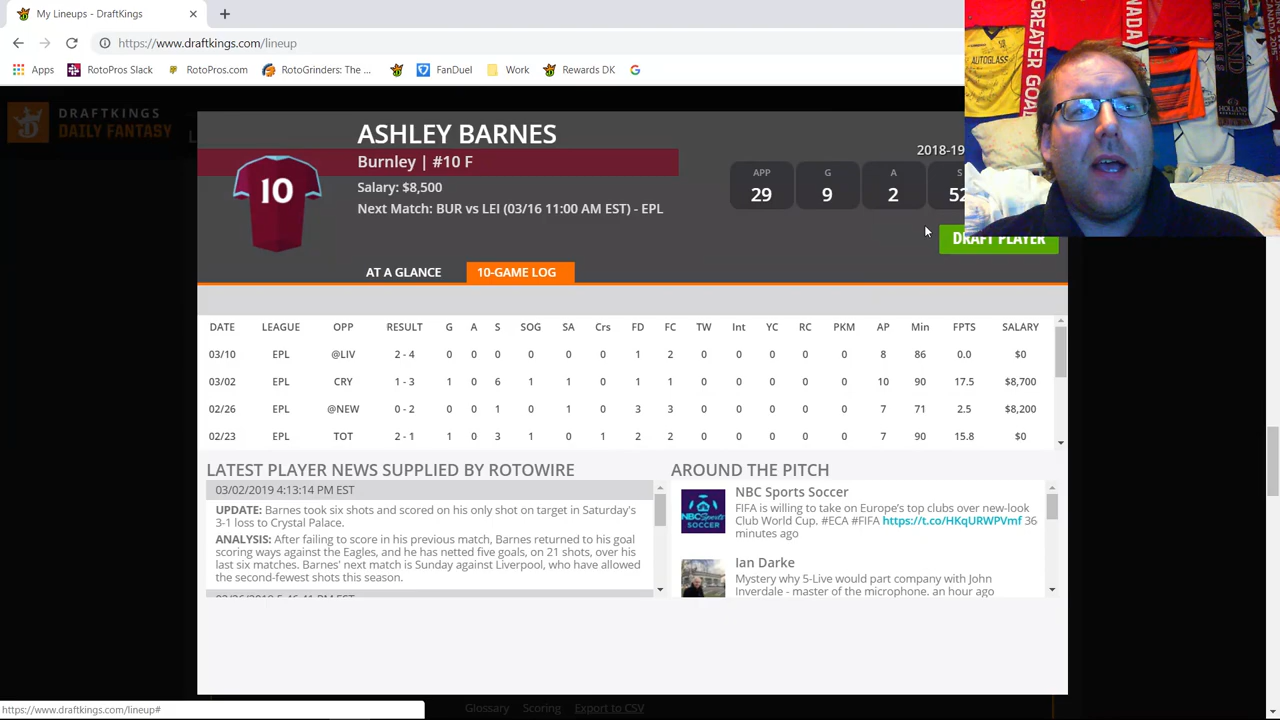 My Lineups - DraftKings
https://www.draftkings.com/lineup
Apps RotoPros Slack RotoPros.com RotoGrinders: The ... FanDuel Work Rewards DK
DRAFTKINGS
DAILY FANTASY
L
ASHLEY BARNES
Burnley | #10 F
Salary: $8,500
Next Match: BUR vs LEI (03/16 11:00 AM EST) - EPL
10
2018-19
APP G A S
29 9 2 52
DRAFT PLAYER
AT A GLANCE 10-GAME LOG
DATE LEAGUE OPP RESULT G A S SOG SA Crs FD FC TW Int YC RC PKM AP Min FPTS SALARY
03/10 EPL @LIV 2 - 4 0 0 0 0 0 0 1 2 0 0 0 0 0 8 86 0.0 $0
03/02 EPL CRY 1 - 3 1 0 6 1 1 0 1 1 0 0 0 0 0 10 90 17.5 $8,700
02/26 EPL @NEW 0 - 2 0 0 1 0 1 0 3 3 0 0 0 0 0 7 71 2.5 $8,200
02/23 EPL TOT 2 - 1 1 0 3 1 0 1 2 2 0 0 0 0 0 7 90 15.8 $0
LATEST PLAYER NEWS SUPPLIED BY ROTOWIRE
03/02/2019 4:13:14 PM EST
UPDATE: Barnes took six shots and scored on his only shot on target in Saturday's
3-1 loss to Crystal Palace.
ANALYSIS: After failing to score in his previous match, Barnes returned to his goal
scoring ways against the Eagles, and he has netted five goals, on 21 shots, over his
last six matches. Barnes' next match is Sunday against Liverpool, who have allowed
the second-fewest shots this season.
AROUND THE PITCH
NBC Sports Soccer
FIFA is willing to take on Europe's top clubs over new-look
Club World Cup. #ECA #FIFA https://t.co/HKqURWPVmf 36
minutes ago
NBC SPORTS
SOCCER
Ian Darke
Mystery why 5-Live would part company with John
Inverdale - master of the microphone. an hour ago
GREATER GOAL
AUTOGLASS
https://www.draftkings.com/lineup#
Glossary Scoring Export to CSV